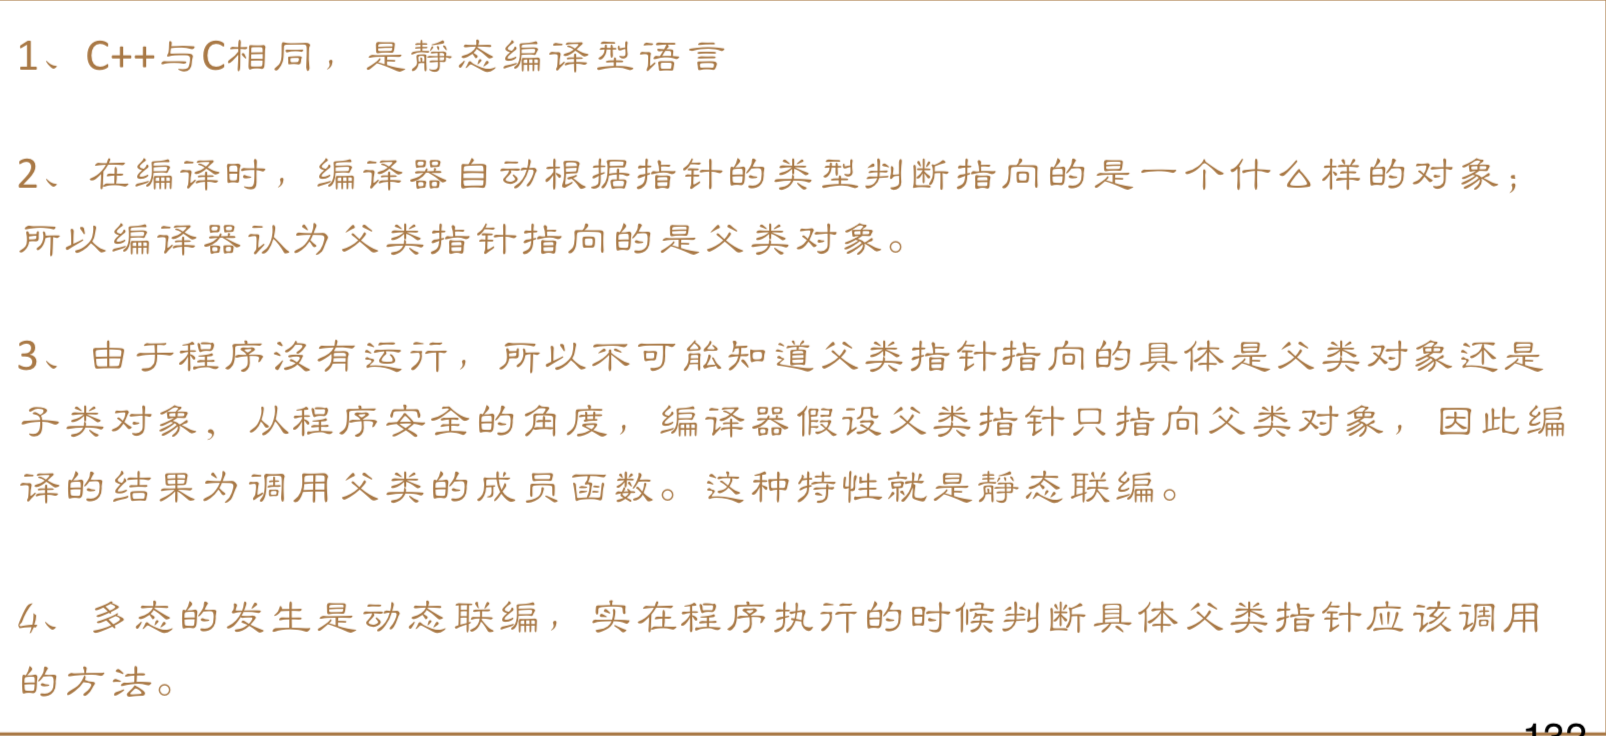 1、C++与C相同，是静态编译型语言
2、在编译时，编译器自动根据指针的类型判断指向的是一个什么样的对象；
所以编译器认为父类指针指向的是父类对象。
3、由于程序没有运行，所以不可能知道父类指针指向的具体是父类对象还是
子类对象，从程序安全的角度，编译器假设父类指针只指向父类对象，因此编
译的结果为调用父类的成员函数。这种特性就是静态联编。
4、多态的发生是动态联编，实在程序执行的时候判断具体父类指针应该调用
的方法。